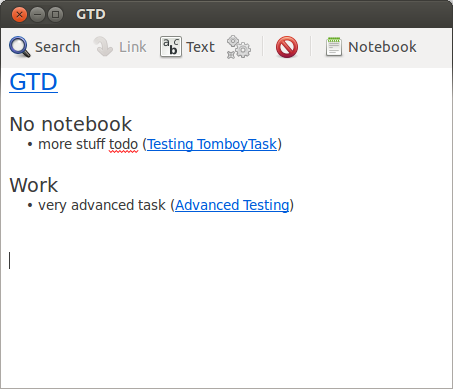 GTD
Search Link Text Notebook
GTD
No notebook
• more stuff todo (Testing TomboyTask)
Work
• very advanced task (Advanced Testing)